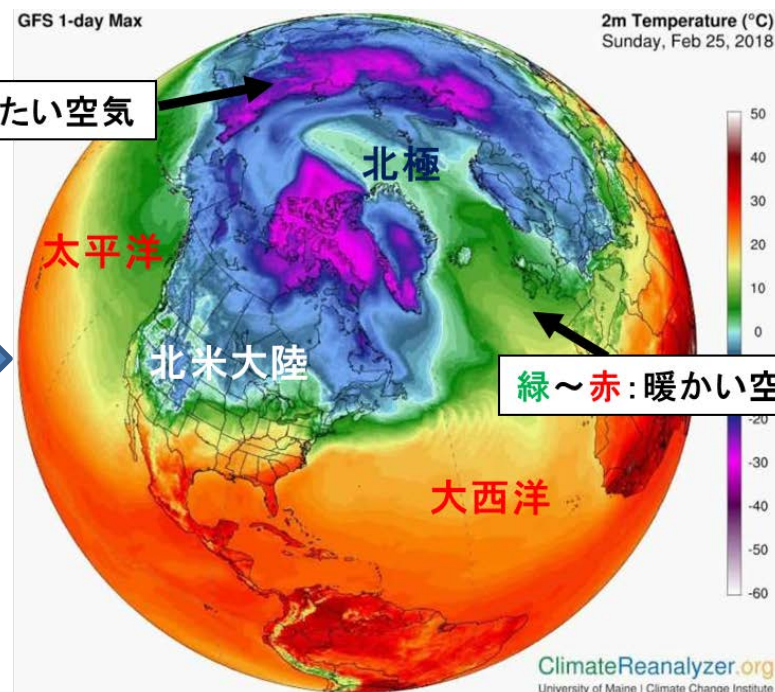 GFS 1-day Max
2m Temperature (°C)
Sunday, Feb 25, 2018
たい空気
北極
太平洋
北米大陸
緑～赤：暖かい空
大西洋
50
40
30
20
10
0
-20
-30
-40
-50
-60
ClimateReanalyzer.org
University of Maine | Climate Change Institute